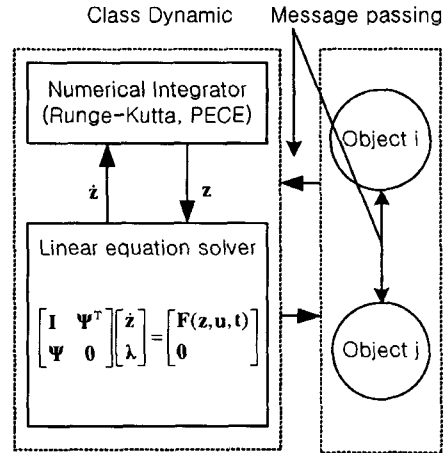 Class Dynamic
Message passing
Numerical Integrator
(Runge-Kutta, PECE)
ż
z
Linear equation solver
[I Ψᵀ] [ż] = [F(z,u,t)]
[Ψ 0] [λ] [0]
Object i
Object j